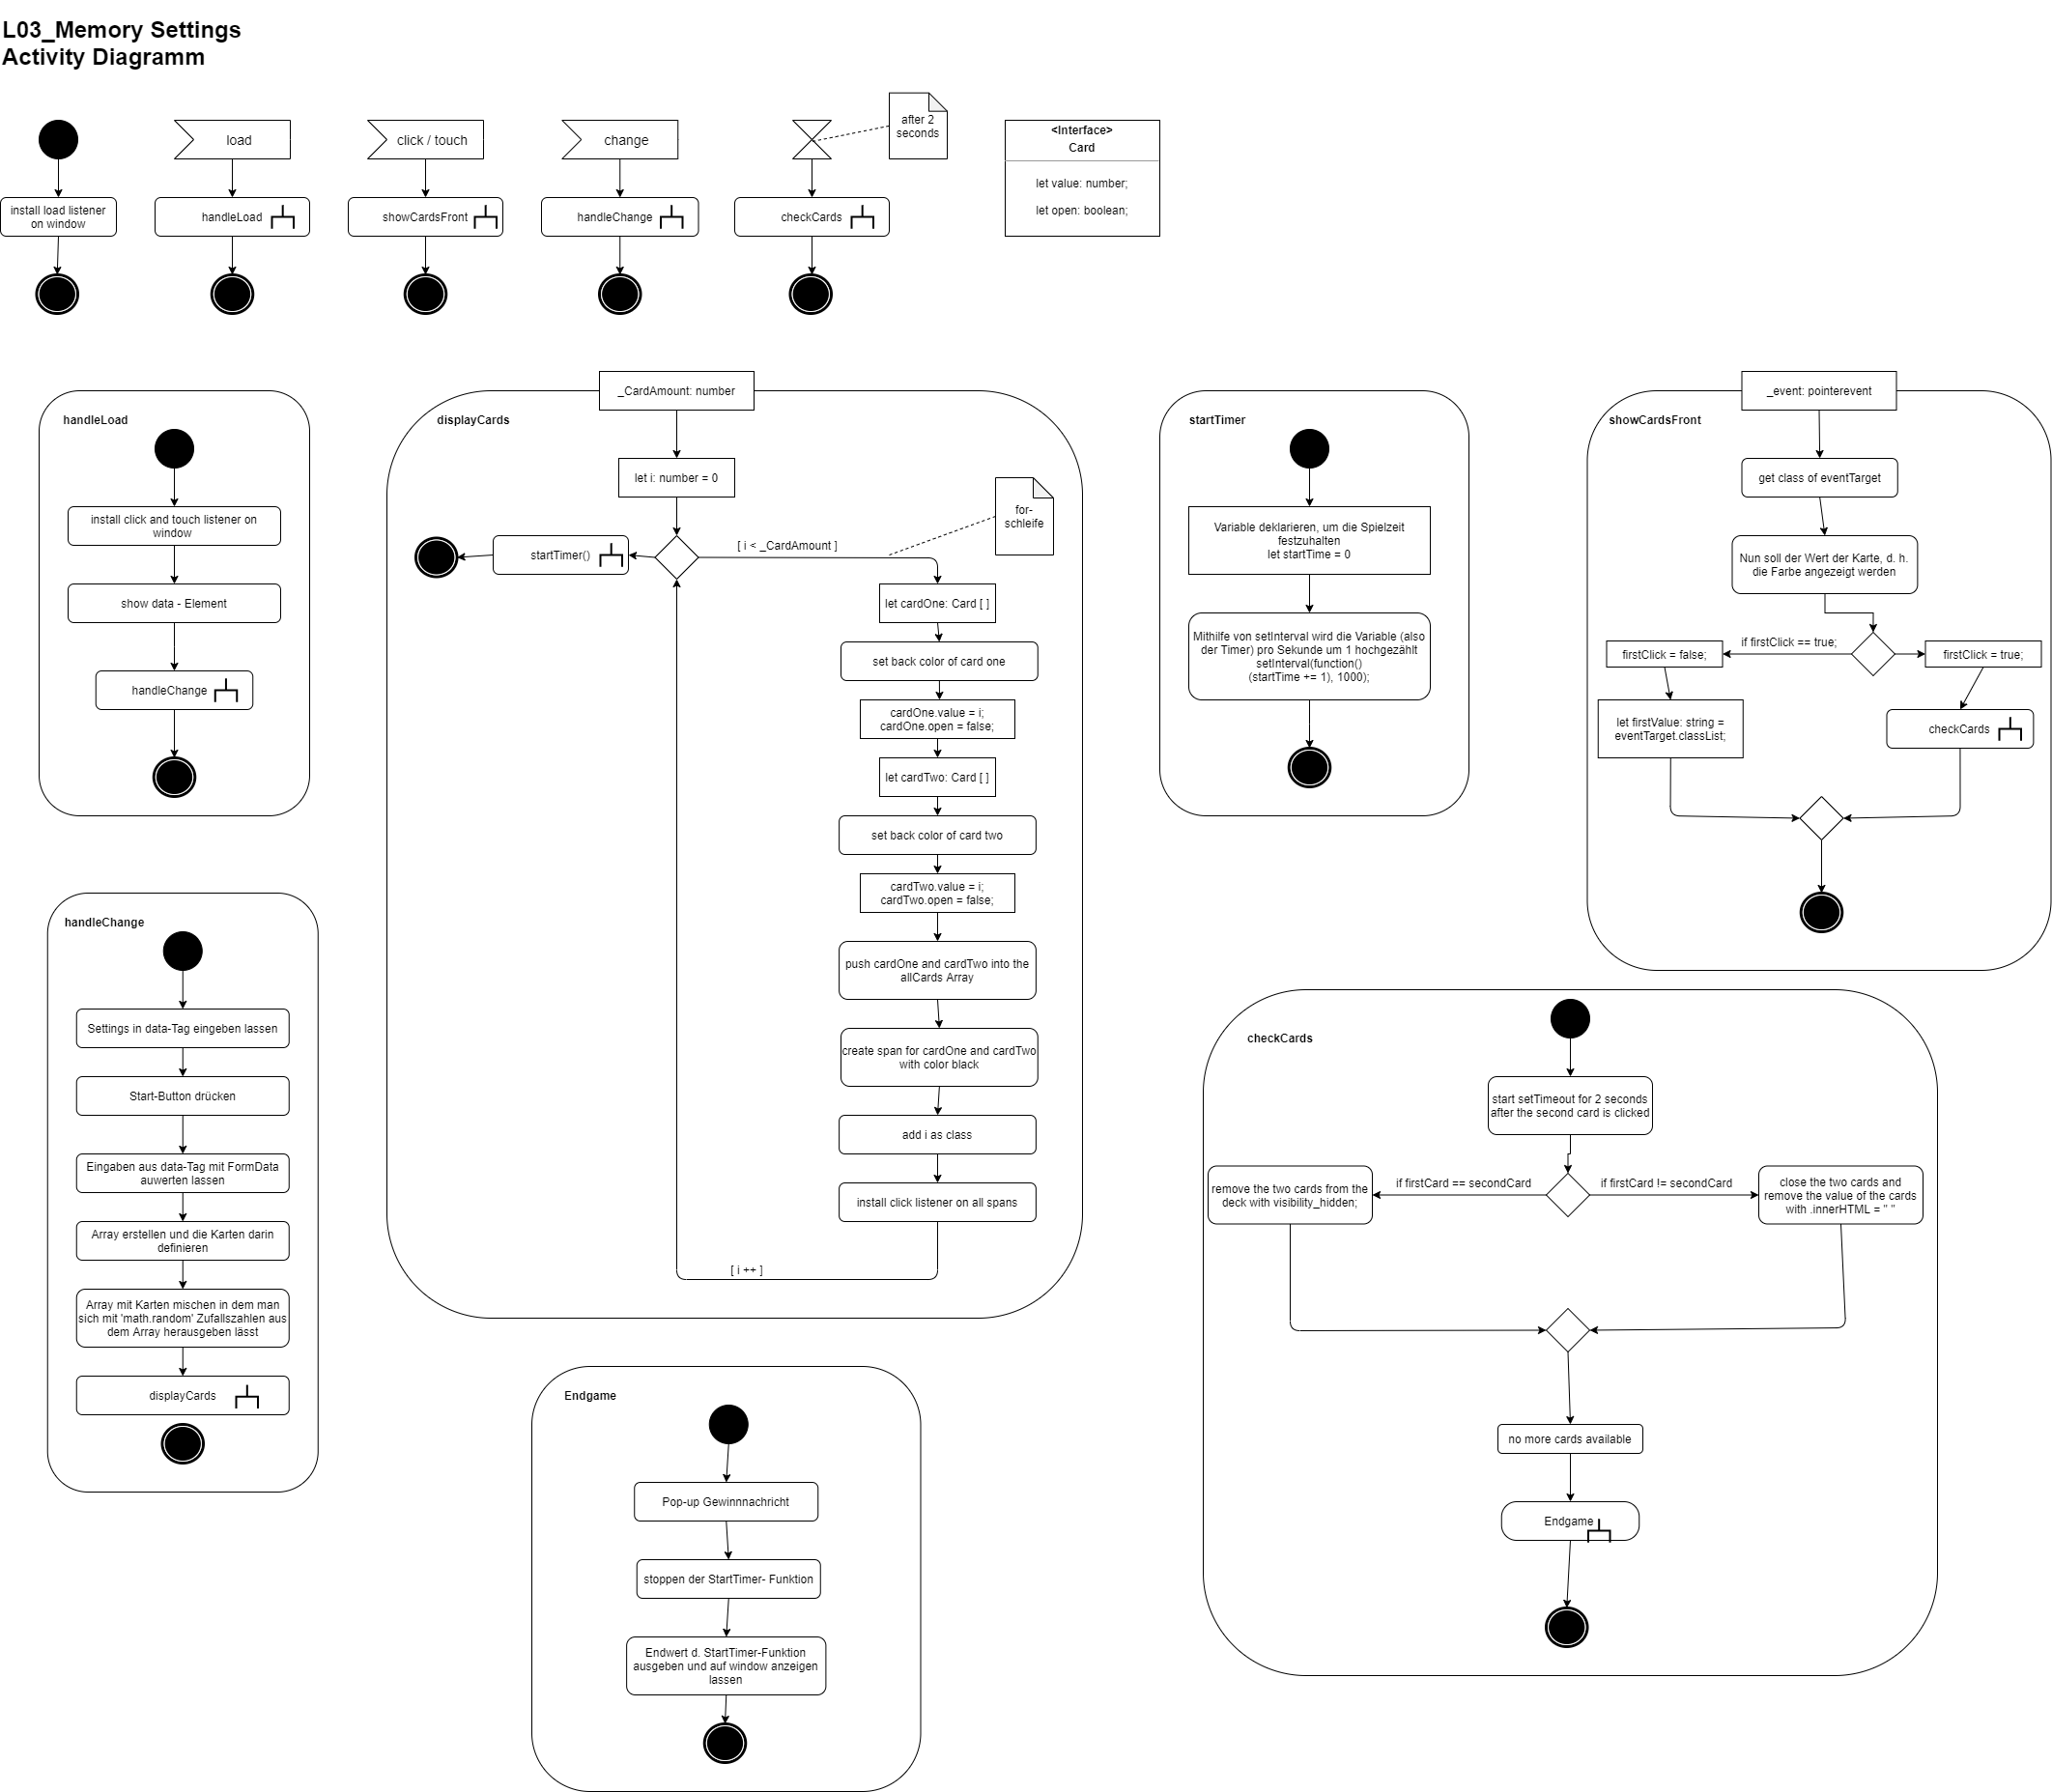 L03_Memory Settings
Activity Diagramm
load
click / touch
change
after 2
seconds
<Interface>
Card
let value: number;
let open: boolean;
install load listener
on window
handleLoad
showCardsFront
handleChange
checkCards
handleLoad
install click and touch listener on
window
show data - Element
handleChange
displayCards
_CardAmount: number
let i: number = 0
for-
schleife
[ i < _CardAmount ]
startTimer()
let cardOne: Card [ ]
set back color of card one
cardOne.value = i;
cardOne.open = false;
let cardTwo: Card [ ]
set back color of card two
cardTwo.value = i;
cardTwo.open = false;
push cardOne and cardTwo into the
allCards Array
create span for cardOne and cardTwo
with color black
add i as class
install click listener on all spans
[ i ++ ]
startTimer
Variable deklarieren, um die Spielzeit
festzuhalten
let startTime = 0
Mithilfe von setInterval wird die Variable (also
der Timer) pro Sekunde um 1 hochgezählt
setInterval(function()
(startTime += 1), 1000);
showCardsFront
_event: pointerevent
get class of eventTarget
Nun soll der Wert der Karte, d. h.
die Farbe angezeigt werden
if firstClick == true;
firstClick = false;
firstClick = true;
let firstValue: string =
eventTarget.classList;
checkCards
handleChange
Settings in data-Tag eingeben lassen
Start-Button drücken
Eingaben aus data-Tag mit FormData
auwerten lassen
Array erstellen und die Karten darin
definieren
Array mit Karten mischen in dem man
sich mit 'math.random' Zufallszahlen aus
dem Array herausgeben lässt
displayCards
checkCards
start setTimeout for 2 seconds
after the second card is clicked
if firstCard == secondCard
if firstCard != secondCard
remove the two cards from the
deck with visibility_hidden;
close the two cards and
remove the value of the cards
with .innerHTML = " "
no more cards available
Endgame
Endgame
Pop-up Gewinnnachricht
stoppen der StartTimer- Funktion
Endwert d. StartTimer-Funktion
ausgeben und auf window anzeigen
lassen